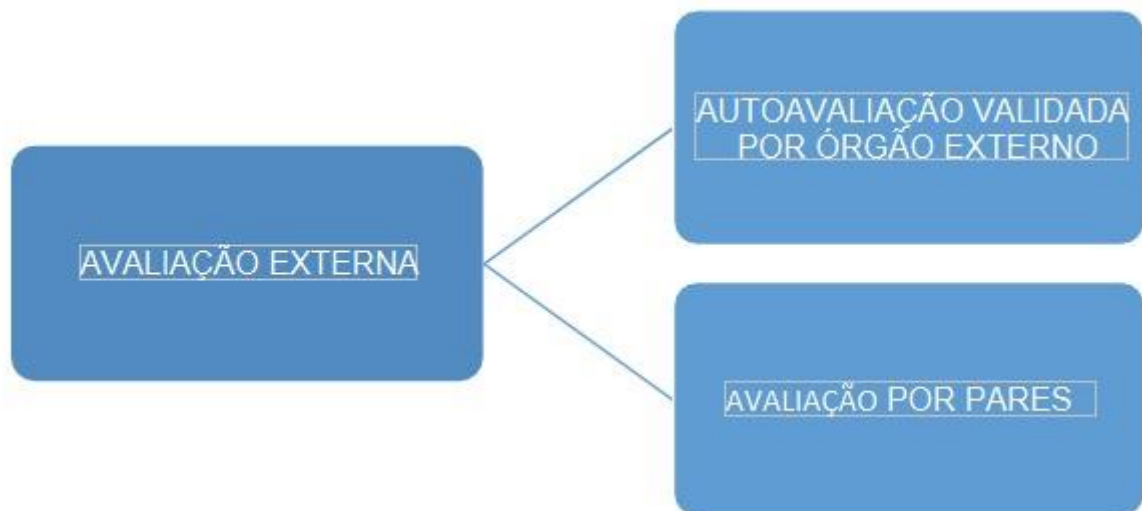 AUTOAVALIAÇÃO VALIDADA
POR ÓRGÃO EXTERNO
AVALIAÇÃO EXTERNA
AVALIAÇÃO POR PARES